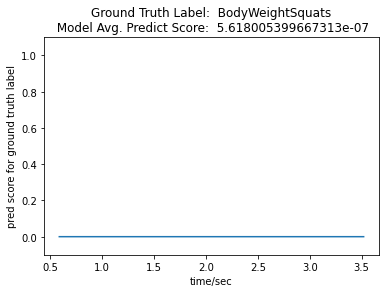 Ground Truth Label:  BodyWeightSquats
Model Avg. Predict Score:  5.618005399667313e-07
pred score for ground truth label
1.0
0.8
0.6
0.4
0.2
0.0
0.5 1.0 1.5 2.0 2.5 3.0 3.5
time/sec